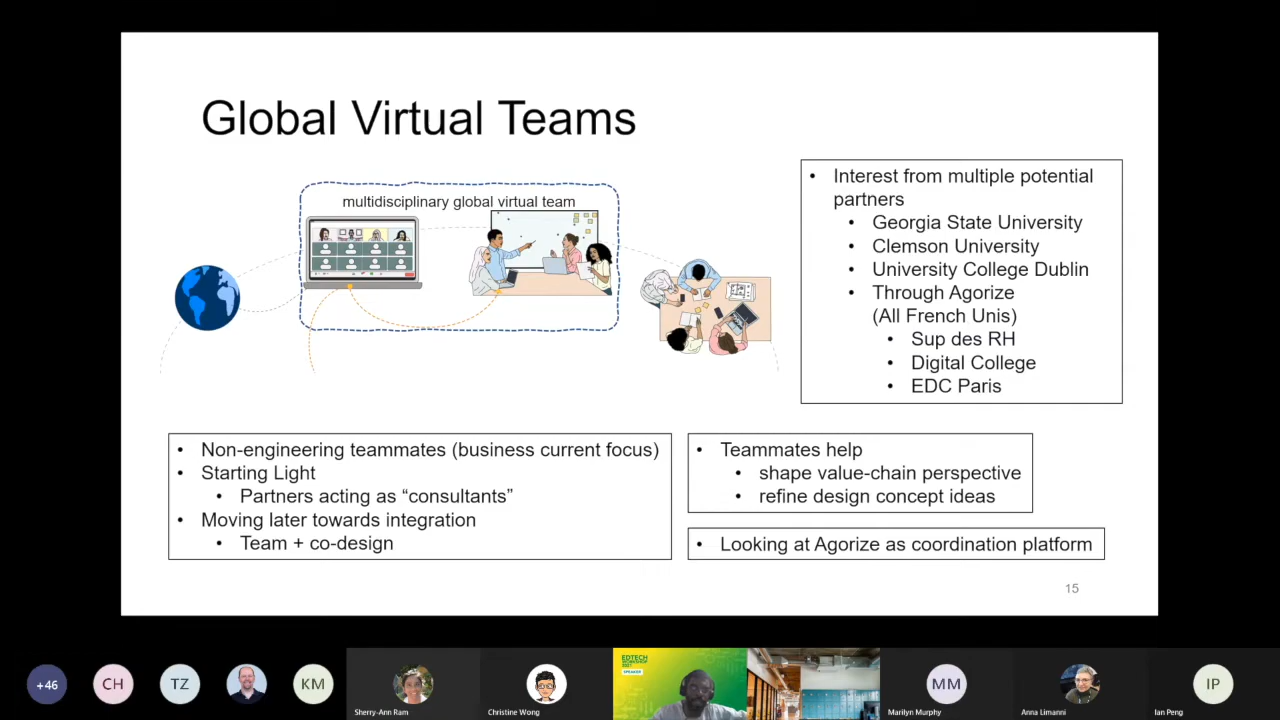 Global Virtual Teams
multidisciplinary global virtual team
• Interest from multiple potential
partners
• Georgia State University
• Clemson University
• University College Dublin
• Through Agorize
(All French Unis)
• Sup des RH
• Digital College
• EDC Paris
• Non-engineering teammates (business current focus)
• Starting Light
• Partners acting as “consultants”
• Moving later towards integration
• Team + co-design
• Teammates help
• shape value-chain perspective
• refine design concept ideas
• Looking at Agorize as coordination platform
15
+46
CH
TZ
KM
Sherry-Ann Ram
Christine Wong
EDTECH
WORKSHOP
2021
SPEAKER
MM
Marilyn Murphy
Anna Limanni
IP
Ian Peng